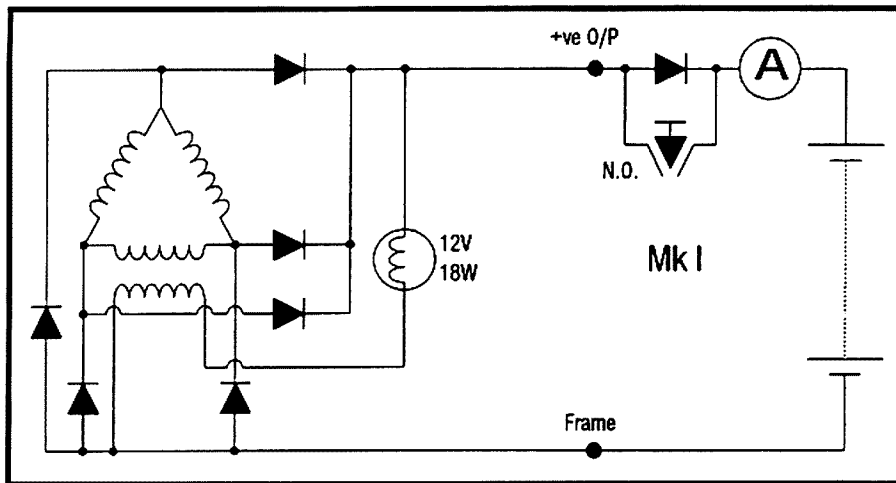 +ve O/P
A
N.O.
12V
18W
Mk I
Frame